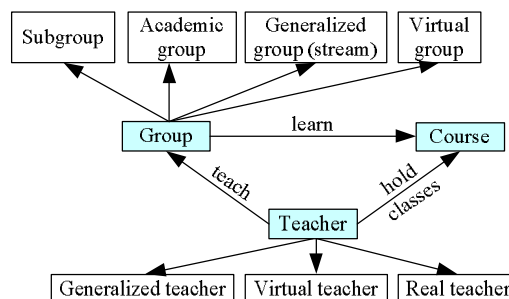 Subgroup
Academic
group
Generalized
group (stream)
Virtual
group
Group
learn
Course
teach
hold
classes
Teacher
Generalized teacher
Virtual teacher
Real teacher